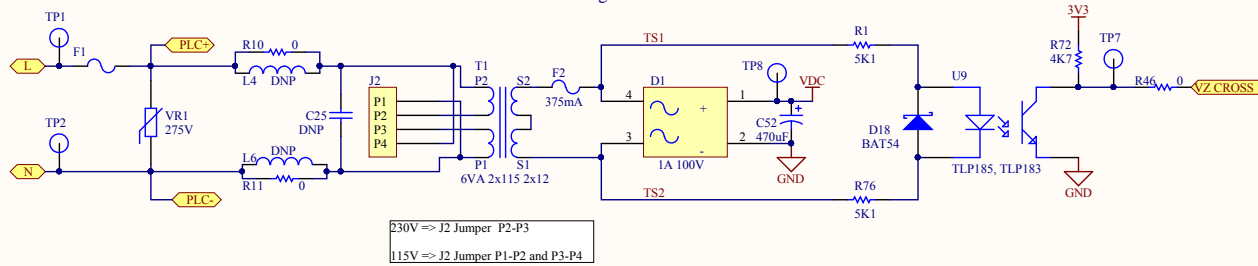 TP1
F1
L
PLC+
R10 0
L4 DNP
VR1
275V
TP2
N
PLC-
L6 DNP
R11 0
C25
DNP
J2
P1
P2
P3
P4
T1
P2
P1
S2
S1
6VA 2x115 2x12
F2
375mA
TS1
TS2
D1
4
3
1
2
+
-
1A 100V
TP8
VDC
C52
470uF
+
GND
R1
5K1
R76
5K1
D18
BAT54
U9
TLP185, TLP183
3V3
R72
4K7
TP7
R46 0
VZ CROSS
GND
230V => J2 Jumper P2-P3
115V => J2 Jumper P1-P2 and P3-P4